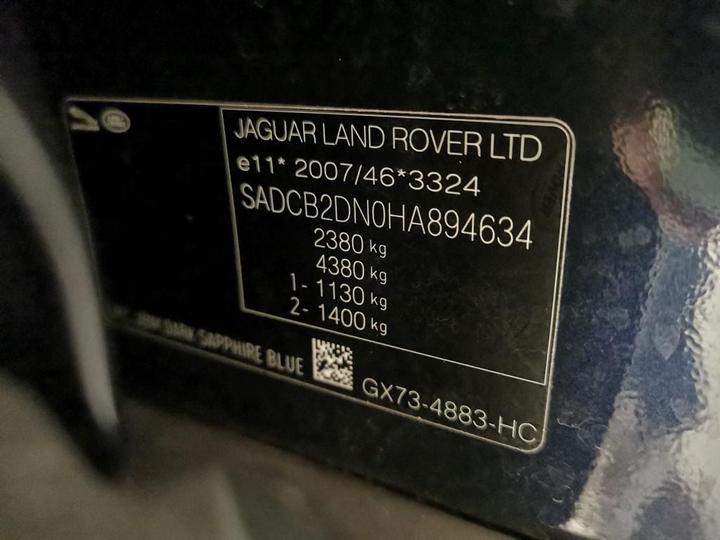 JAGUAR LAND ROVER LTD
e11* 2007/46*3324
SADCB2DN0HA894634
2380 kg
4380 kg
1- 1130 kg
2- 1400 kg
DARK SAPPHIRE BLUE
GX73-4883-HC